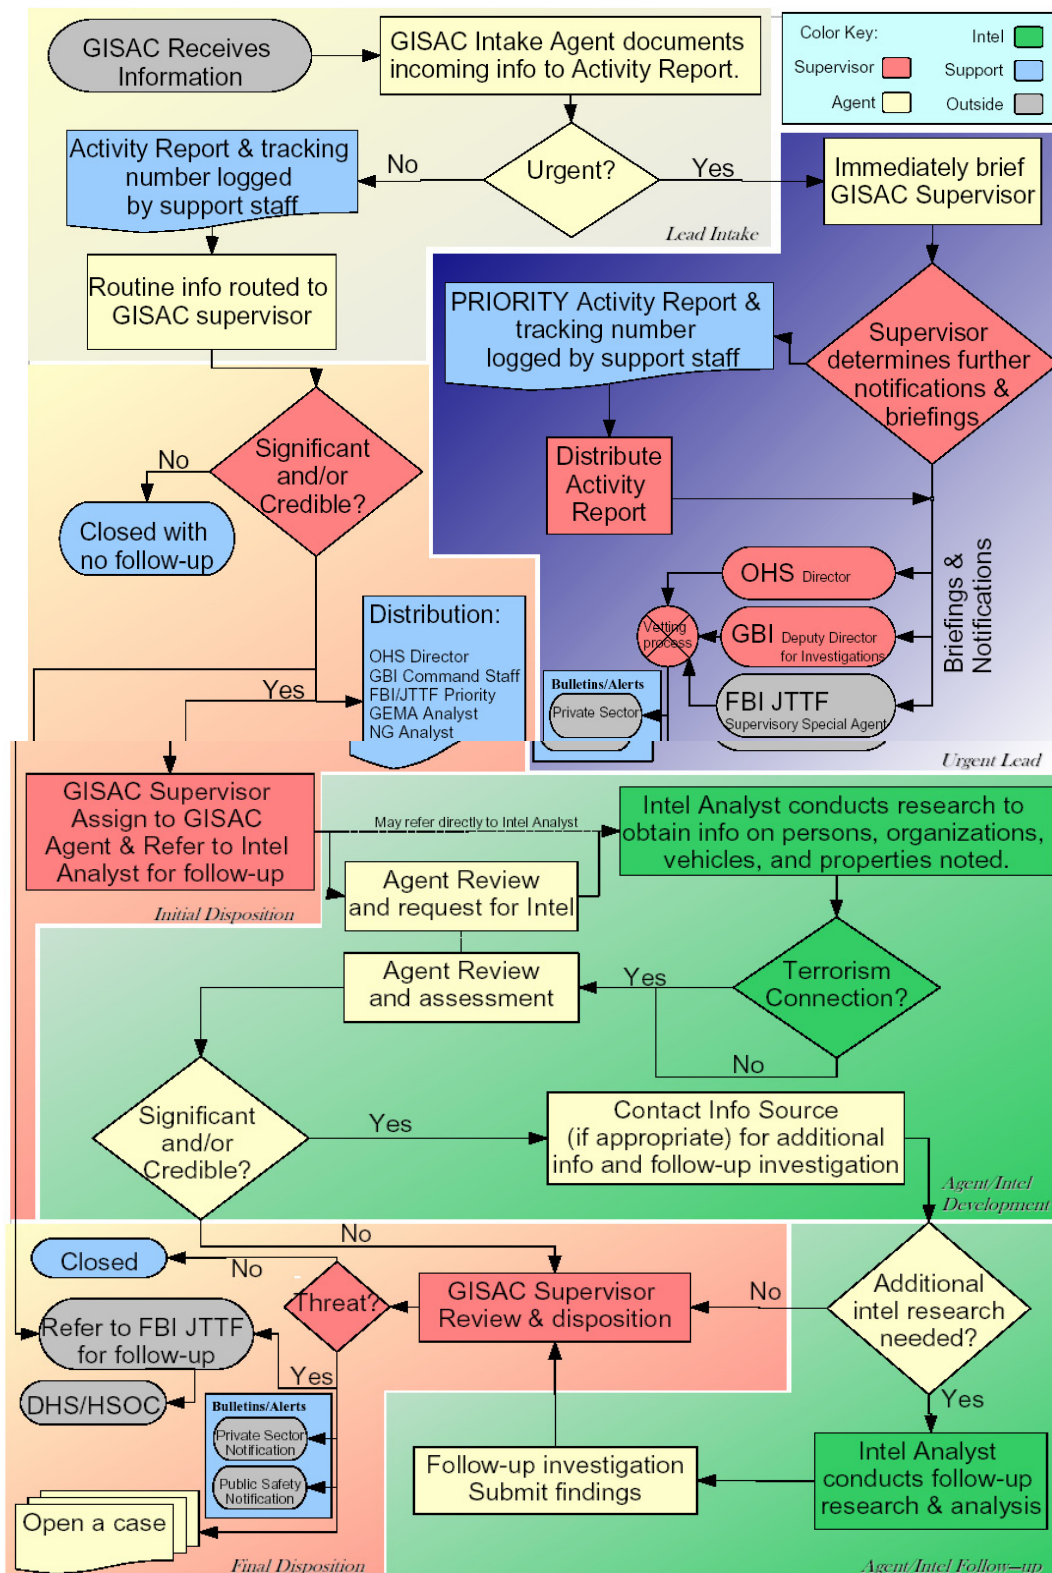 GISAC Receives
Information
GISAC Intake Agent documents
incoming info to Activity Report.
Color Key:
Intel
Supervisor
Support
Agent
Outside
Activity Report & tracking
number logged
by support staff
No
Urgent?
Yes
Immediately brief
GISAC Supervisor
Lead Intake
Routine info routed to
GISAC supervisor
PRIORITY Activity Report &
tracking number
logged by support staff
Supervisor
determines further
notifications &
briefings
No
Significant
and/or
Credible?
Closed with
no follow-up
Distribute
Activity
Report
Briefings &
Notifications
OHS Director
Vetting
process
GBI Deputy Director
for Investigations
FBI JTTF
Supervisory Special Agent
Bulletins/Alerts
Private Sector
Urgent Lead
Yes
Distribution:
OHS Director
GBI Command Staff
FBI/JTTF Priority
GEMA Analyst
NG Analyst
GISAC Supervisor
Assign to GISAC
Agent & Refer to Intel
Analyst for follow-up
Initial Disposition
May refer directly to Intel Analyst
Intel Analyst conducts research to
obtain info on persons, organizations,
vehicles, and properties noted.
Agent Review
and request for Intel
Agent Review
and assessment
Yes
Terrorism
Connection?
No
Significant
and/or
Credible?
Yes
Contact Info Source
(if appropriate) for additional
info and follow-up investigation
Agent/Intel
Development
No
Closed
No
Threat?
GISAC Supervisor
Review & disposition
No
Additional
intel research
needed?
Refer to FBI JTTF
for follow-up
Yes
DHS/HSOC
Bulletins/Alerts
Private Sector
Notification
Public Safety
Notification
Yes
Follow-up investigation
Submit findings
Intel Analyst
conducts follow-up
research & analysis
Open a case
Final Disposition
Agent/Intel Follow-up